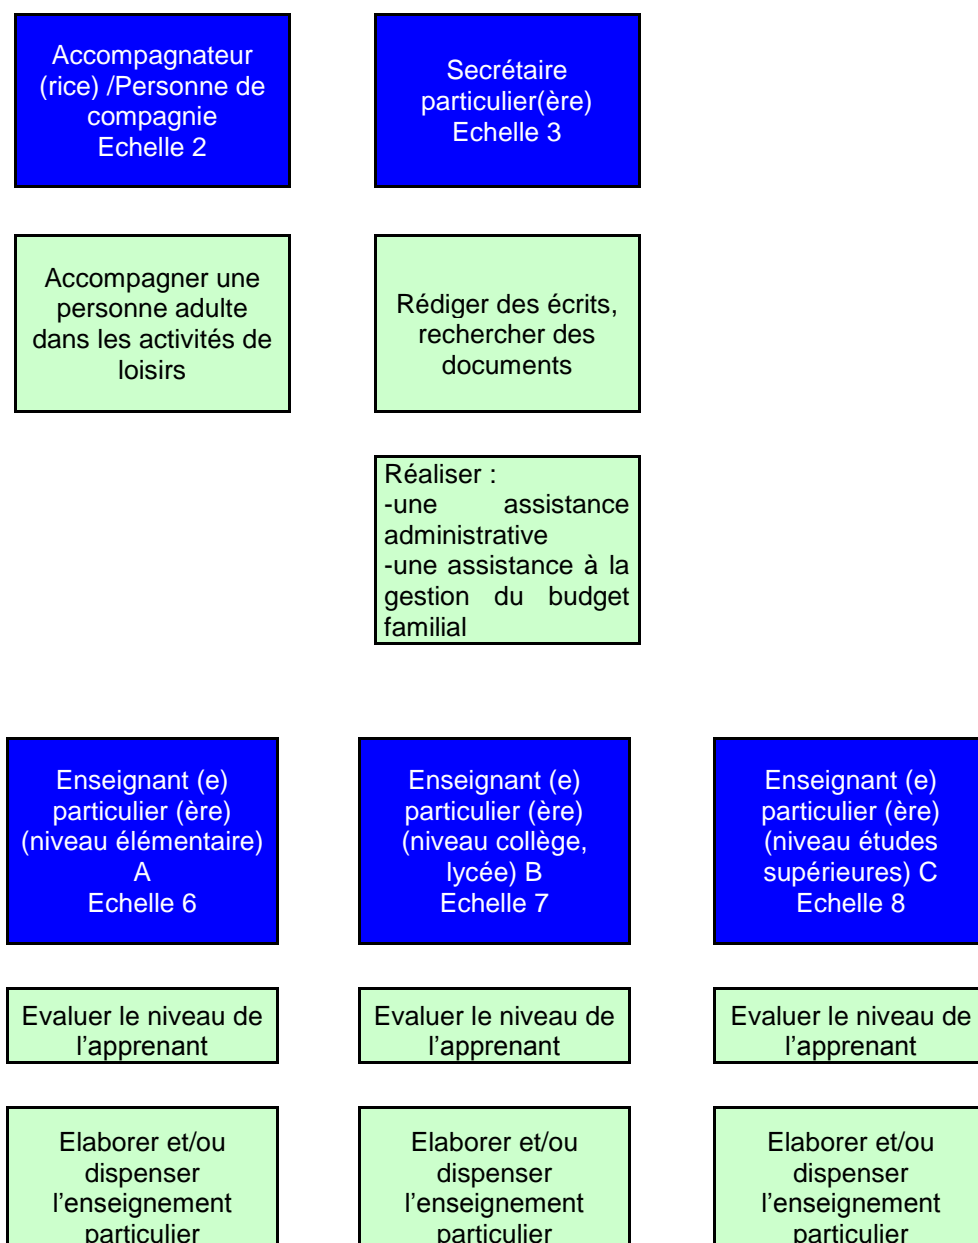 Accompagnateur
(rice) /Personne de
compagnie
Echelle 2
Secrétaire
particulier(ère)
Echelle 3
Accompagner une
personne adulte
dans les activités de
loisirs
Rédiger des écrits,
rechercher des
documents
Réaliser :
-une assistance
administrative
-une assistance à la
gestion du budget
familial
Enseignant (e)
particulier (ère)
(niveau élémentaire)
A
Echelle 6
Enseignant (e)
particulier (ère)
(niveau collège,
lycée) B
Echelle 7
Enseignant (e)
particulier (ère)
(niveau études
supérieures) C
Echelle 8
Evaluer le niveau de
l’apprenant
Evaluer le niveau de
l’apprenant
Evaluer le niveau de
l’apprenant
Elaborer et/ou
dispenser
l’enseignement
particulier
Elaborer et/ou
dispenser
l’enseignement
particulier
Elaborer et/ou
dispenser
l’enseignement
particulier